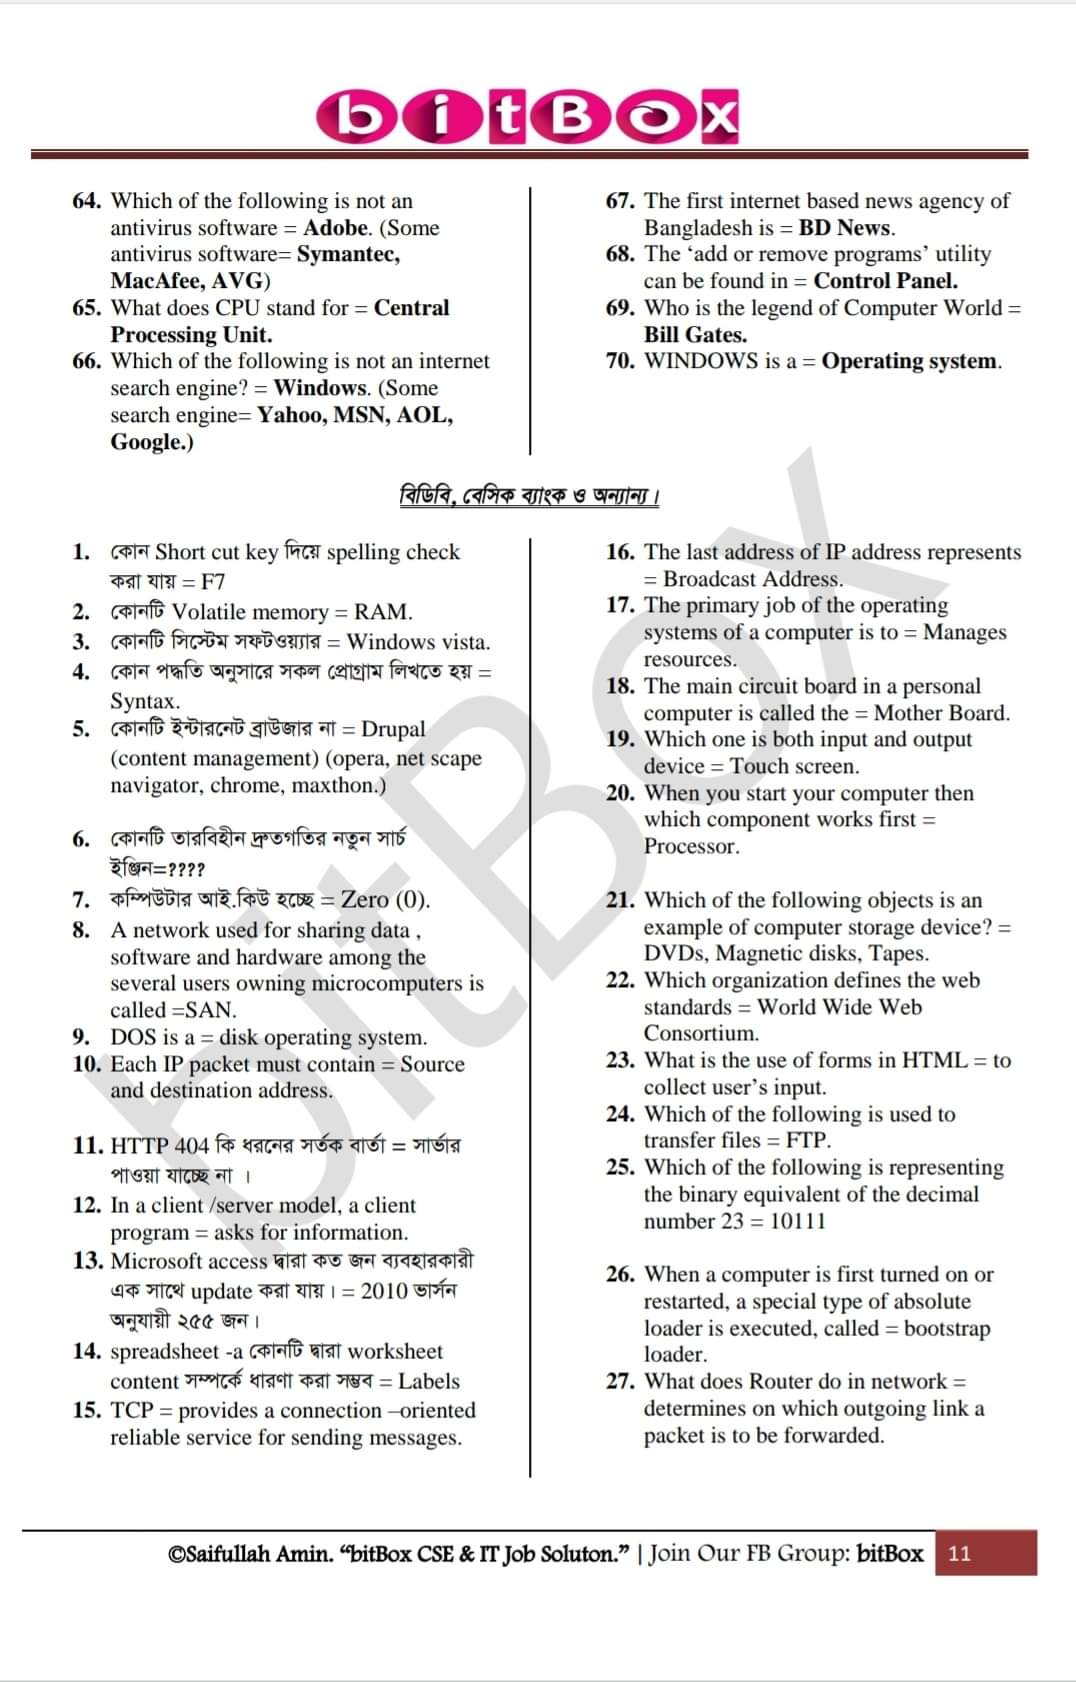 bitBox
64. Which of the following is not an
antivirus software = Adobe. (Some
antivirus software= Symantec,
MacAfee, AVG)
65. What does CPU stand for = Central
Processing Unit.
66. Which of the following is not an internet
search engine? = Windows. (Some
search engine= Yahoo, MSN, AOL,
Google.)
67. The first internet based news agency of
Bangladesh is = BD News.
68. The ‘add or remove programs’ utility
can be found in = Control Panel.
69. Who is the legend of Computer World =
Bill Gates.
70. WINDOWS is a = Operating system.
বিডিবি, বেসিক ব্যাংক ও অন্যান্য।
1. কোন Short cut key দিয়ে spelling check
করা যায় = F7
2. কোনটি Volatile memory = RAM.
3. কোনটি সিস্টেম সফটওয়্যার = Windows vista.
4. কোন পদ্ধতি অনুসারে সকল প্রোগ্রাম লিখতে হয় =
Syntax.
5. কোনটি ইন্টারনেট ব্রাউজার না = Drupal
(content management) (opera, net scape
navigator, chrome, maxthon.)
6. কোনটি তারবিহীন দ্রুতগতির নতুন সার্চ
ইঞ্জিন=????
7. কম্পিউটার আই.কিউ হচ্ছে = Zero (0).
8. A network used for sharing data ,
software and hardware among the
several users owning microcomputers is
called =SAN.
9. DOS is a = disk operating system.
10. Each IP packet must contain = Source
and destination address.
11. HTTP 404 কি ধরনের সর্তক বার্তা = সার্ভার
পাওয়া যাচ্ছে না ।
12. In a client /server model, a client
program = asks for information.
13. Microsoft access দ্বারা কত জন ব্যবহারকারী
এক সাথে update করা যায়। = 2010 ভার্সন
অনুযায়ী ২৫৫ জন।
14. spreadsheet -a কোনটি দ্বারা worksheet
content সম্পর্কে ধারণা করা সম্ভব = Labels
15. TCP = provides a connection –oriented
reliable service for sending messages.
16. The last address of IP address represents
= Broadcast Address.
17. The primary job of the operating
systems of a computer is to = Manages
resources.
18. The main circuit board in a personal
computer is called the = Mother Board.
19. Which one is both input and output
device = Touch screen.
20. When you start your computer then
which component works first =
Processor.
21. Which of the following objects is an
example of computer storage device? =
DVDs, Magnetic disks, Tapes.
22. Which organization defines the web
standards = World Wide Web
Consortium.
23. What is the use of forms in HTML = to
collect user’s input.
24. Which of the following is used to
transfer files = FTP.
25. Which of the following is representing
the binary equivalent of the decimal
number 23 = 10111
26. When a computer is first turned on or
restarted, a special type of absolute
loader is executed, called = bootstrap
loader.
27. What does Router do in network =
determines on which outgoing link a
packet is to be forwarded.
bitBox
©Saifullah Amin. “bitBox CSE & IT Job Soluton.” | Join Our FB Group: bitBox 11